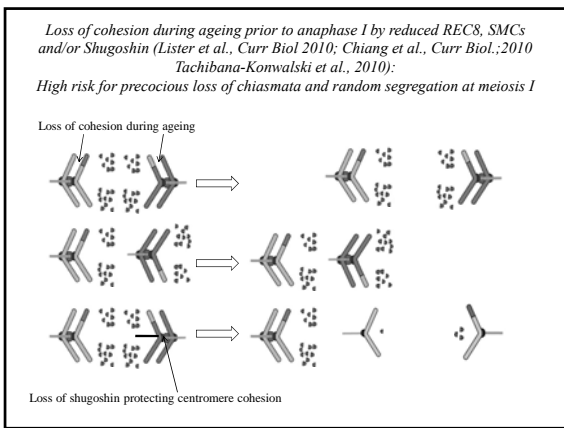 Loss of cohesion during ageing prior to anaphase I by reduced REC8, SMCs
and/or Shugoshin (Lister et al., Curr Biol 2010; Chiang et al., Curr Biol.;2010
Tachibana-Konwalski et al., 2010):
High risk for precocious loss of chiasmata and random segregation at meiosis I
Loss of cohesion during ageing
Loss of shugoshin protecting centromere cohesion